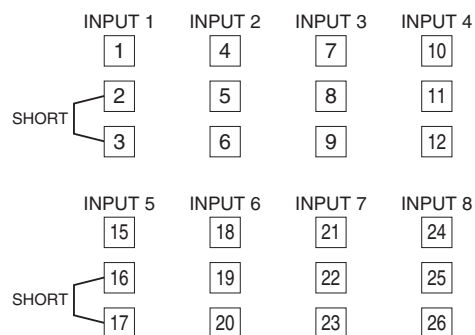 INPUT 1 INPUT 2 INPUT 3 INPUT 4
1 4 7 10
2 5 8 11
SHORT
3 6 9 12
INPUT 5 INPUT 6 INPUT 7 INPUT 8
15 18 21 24
16 19 22 25
SHORT
17 20 23 26